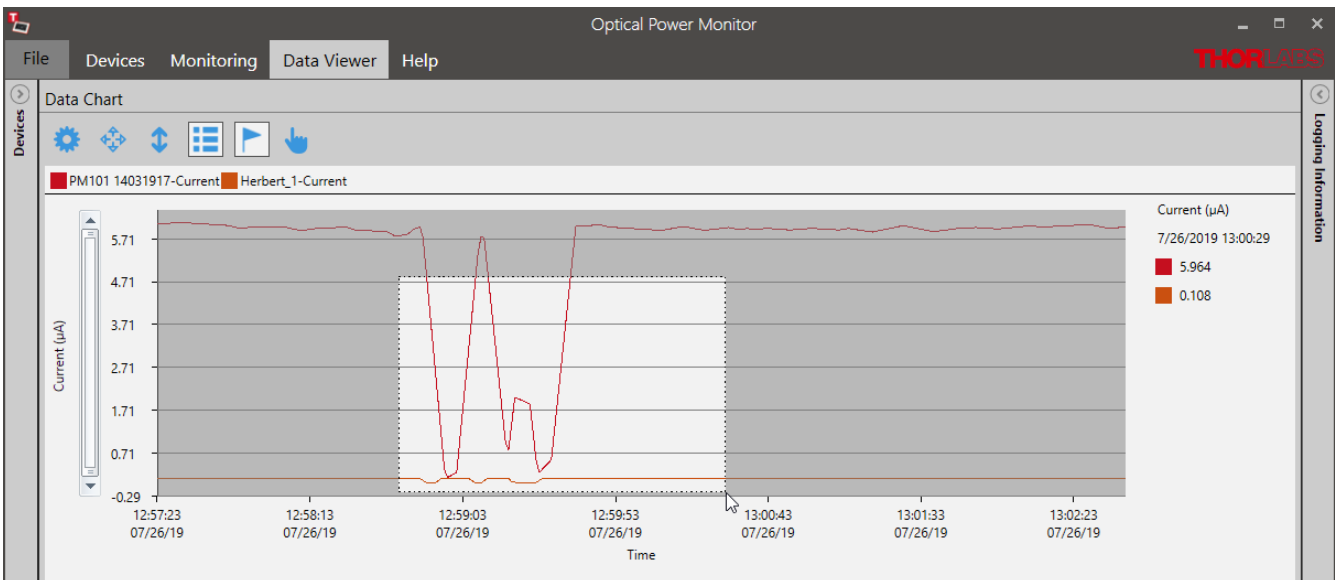 Optical Power Monitor
File Devices Monitoring Data Viewer Help THORLABS
Devices
Data Chart
Logging Information
PM101 14031917-Current Herbert_1-Current
Current (µA)
7/26/2019 13:00:29
5.964
0.108
Current (µA)
5.71
4.71
3.71
2.71
1.71
0.71
-0.29
12:57:23 12:58:13 12:59:03 12:59:53 13:00:43 13:01:33 13:02:23
07/26/19 07/26/19 07/26/19 07/26/19 07/26/19 07/26/19 07/26/19
Time